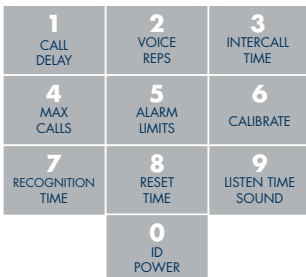 1 2 3
CALL VOICE INTERCALL
DELAY REPS TIME
4 5 6
MAX ALARM CALIBRATE
CALLS LIMITS
7 8 9
RECOGNITION RESET LISTEN TIME
TIME TIME SOUND
0
ID
POWER